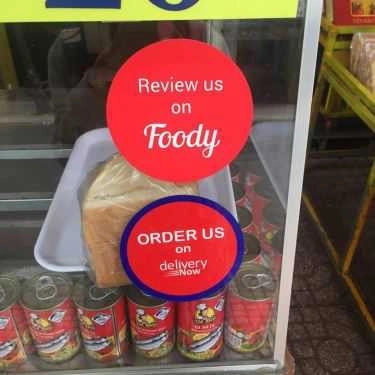 Review us
on
Foody
ORDER US
on
delivery
Now